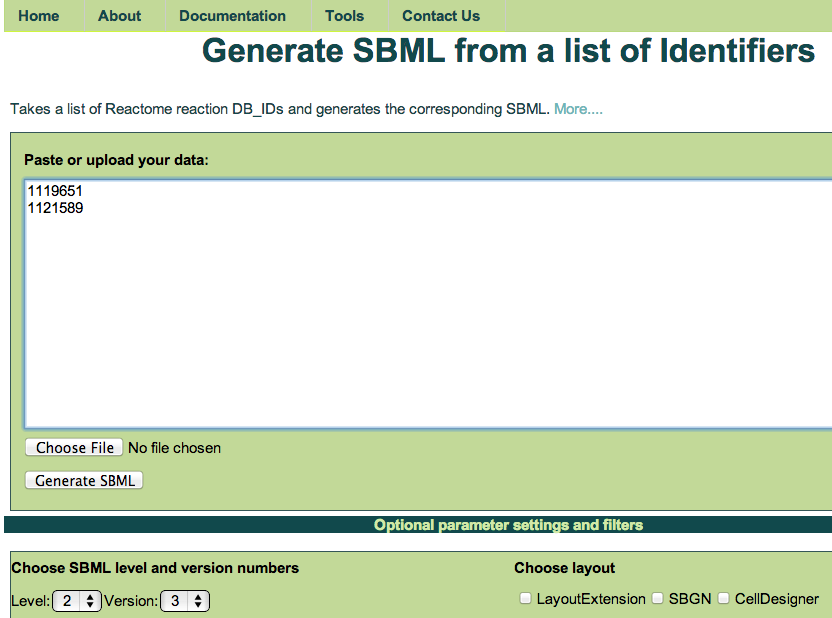 Home About Documentation Tools Contact Us
Generate SBML from a list of Identifiers
Takes a list of Reactome reaction DB_IDs and generates the corresponding SBML. More....
Paste or upload your data:
1119651
1121589
Choose File No file chosen
Generate SBML
Optional parameter settings and filters
Choose SBML level and version numbers Choose layout
Level: 2 Version: 3 LayoutExtension SBGN CellDesigner